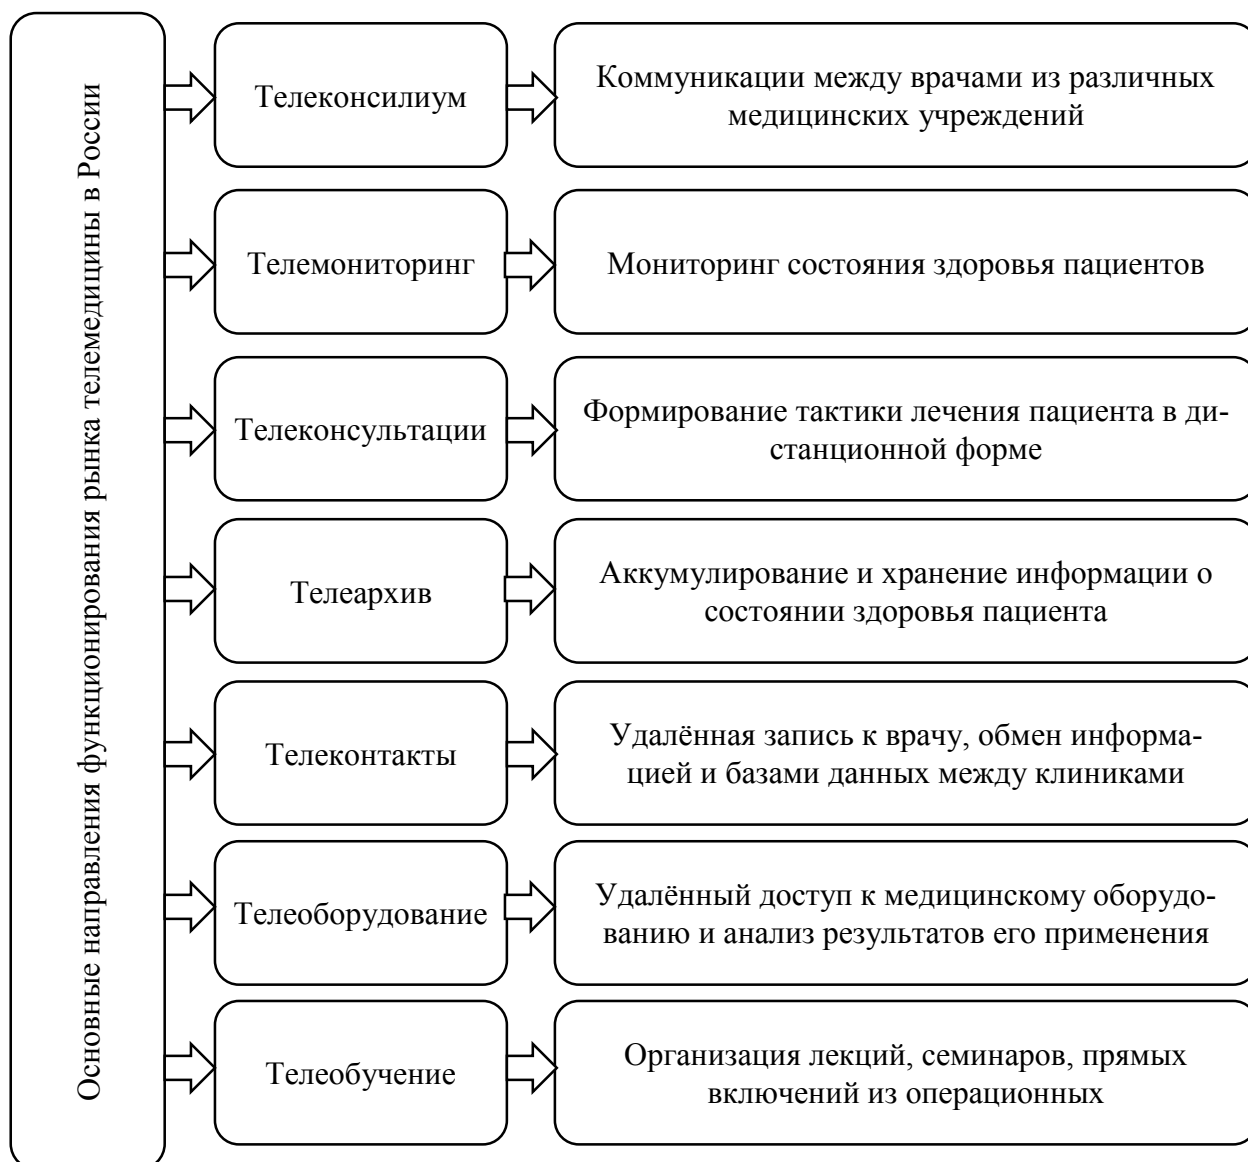 Основные направления функционирования рынка телемедицины в России
Телеконсилиум
Коммуникации между врачами из различных
медицинских учреждений
Телемониторинг
Мониторинг состояния здоровья пациентов
Телеконсультации
Формирование тактики лечения пациента в ди-
станционной форме
Телеархив
Аккумулирование и хранение информации о
состоянии здоровья пациента
Телеконтакты
Удалённая запись к врачу, обмен информа-
цией и базами данных между клиниками
Телеоборудование
Удалённый доступ к медицинскому оборудо-
ванию и анализ результатов его применения
Телеобучение
Организация лекций, семинаров, прямых
включений из операционных